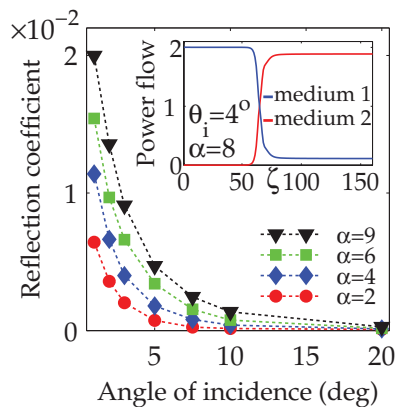 ×10⁻²
2
1
0
Reflection coefficient
5
10
15
20
Angle of incidence (deg)
2
1
0
Power flow
0
50
100
150
ζ
θᵢ=4°
α=8
medium 1
medium 2
α=9
α=6
α=4
α=2